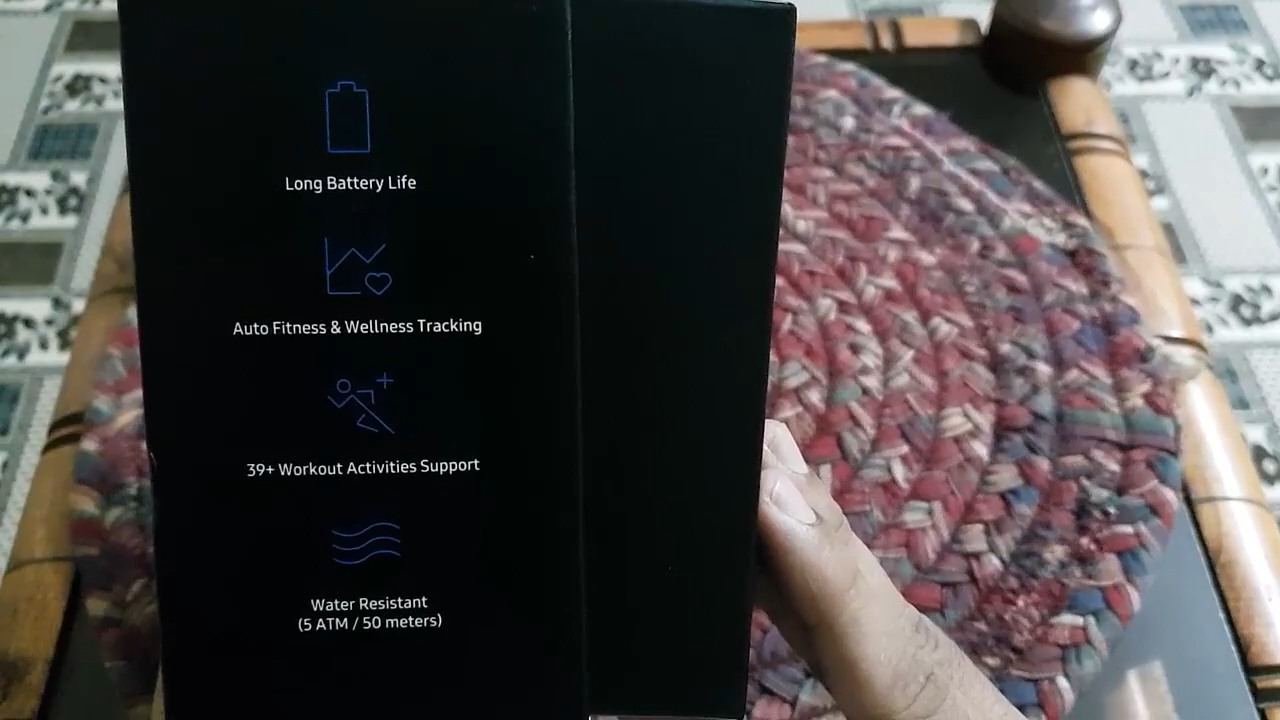 Long Battery Life
Auto Fitness & Wellness Tracking
39+ Workout Activities Support
Water Resistant
(5 ATM / 50 meters)